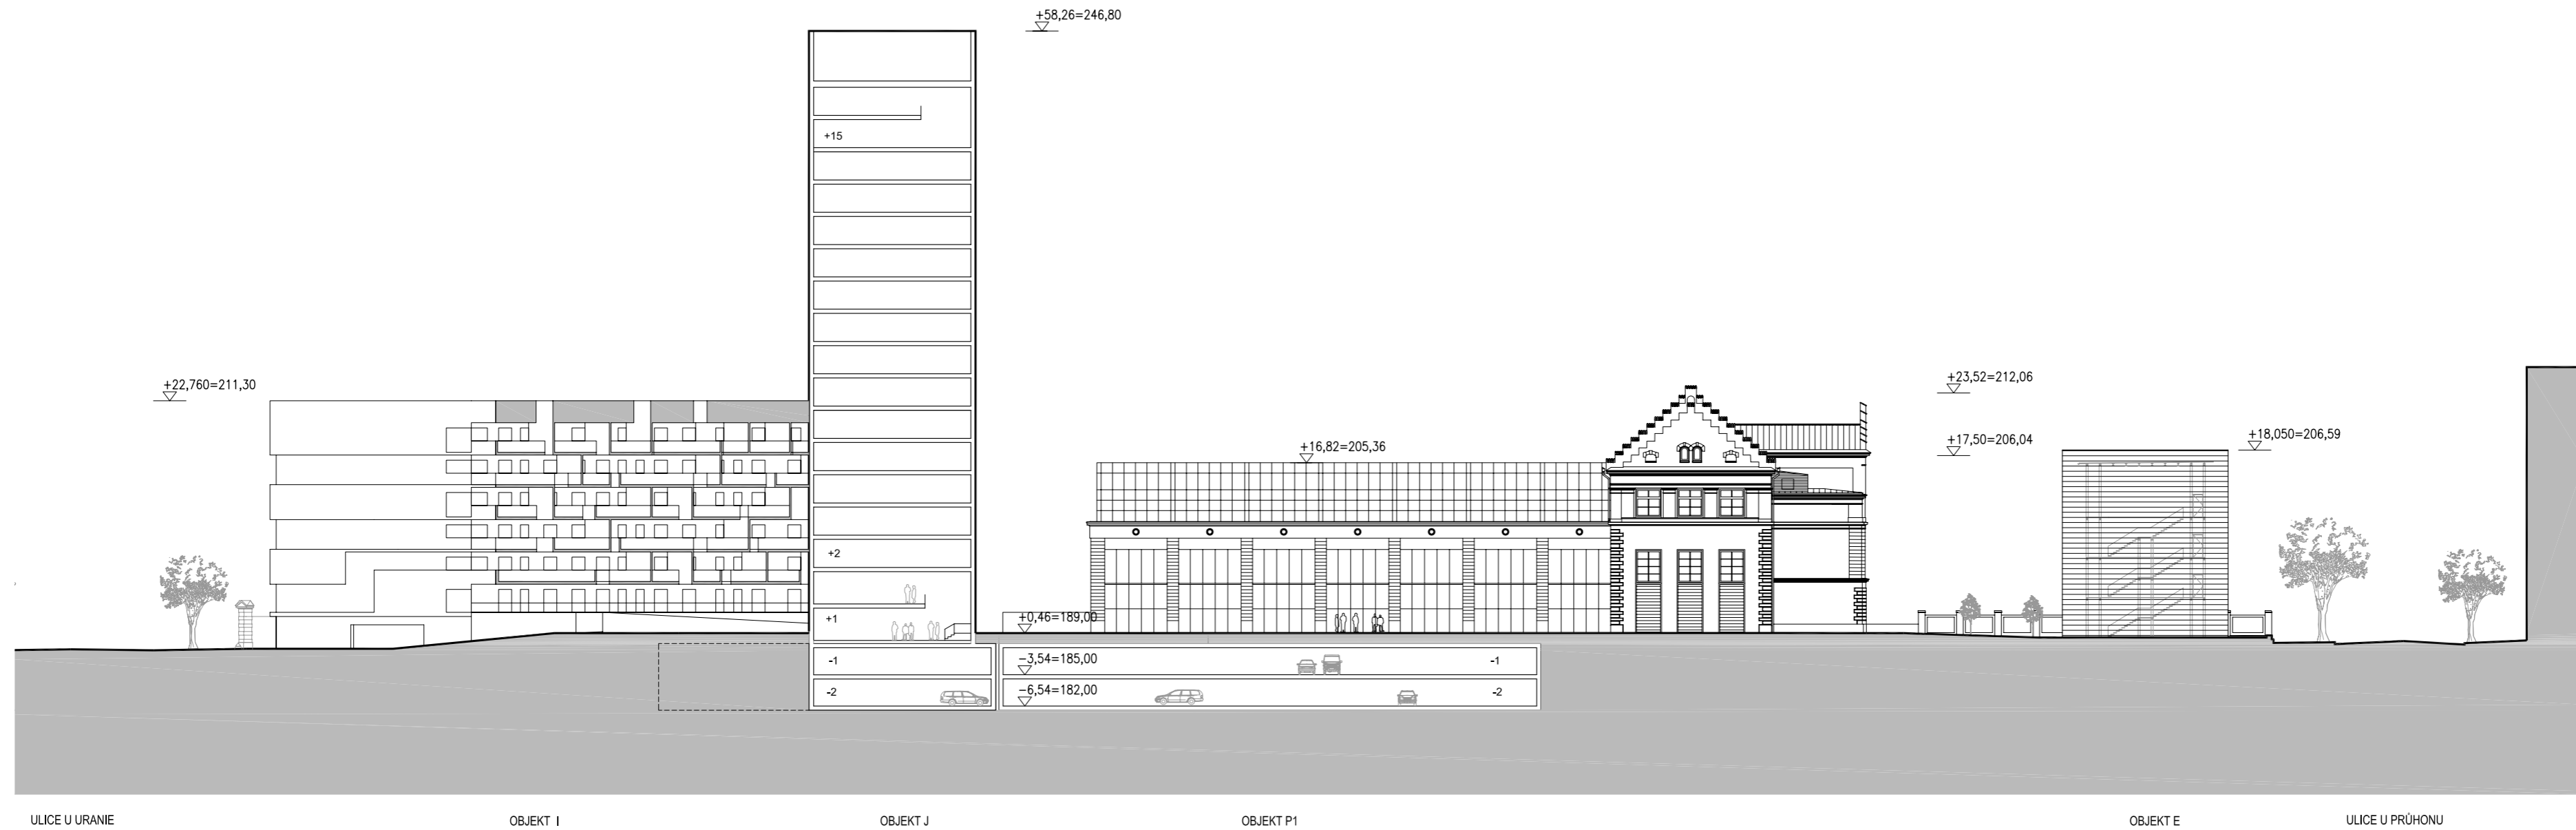 +58,26=246,80
+15
+22,760=211,30
+23,52=212,06
+16,82=205,36
+17,50=206,04
+18,050=206,59
+2
+1
+0,46=189,00
-1
−3,54=185,00
-1
-2
−6,54=182,00
-2
ULICE U URANIE
OBJEKT I
OBJEKT J
OBJEKT P1
OBJEKT E
ULICE U PRŮHONU